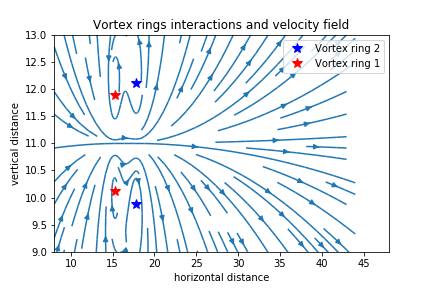 Vortex rings interactions and velocity field
Vortex ring 2
Vortex ring 1
vertical distance
13.0
12.5
12.0
11.5
11.0
10.5
10.0
9.5
9.0
10 15 20 25 30 35 40 45
horizontal distance